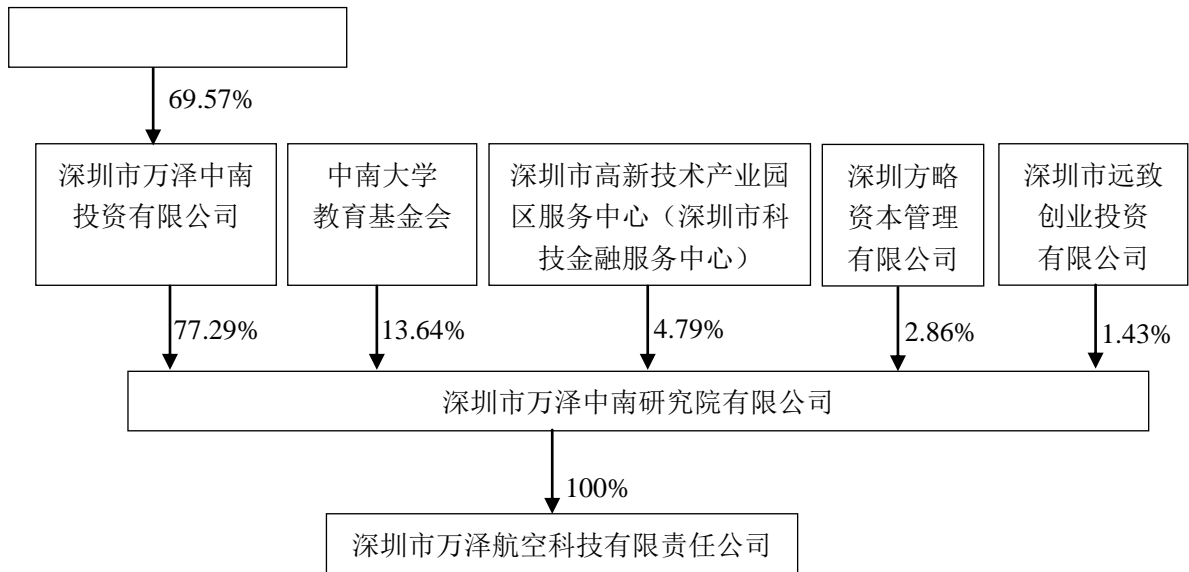 69.57%
深圳市万泽中南
投资有限公司
中南大学
教育基金会
深圳市高新技术产业园
区服务中心（深圳市科
技金融服务中心）
深圳方略
资本管理
有限公司
深圳市远致
创业投资
有限公司
77.29%
13.64%
4.79%
2.86%
1.43%
深圳市万泽中南研究院有限公司
100%
深圳市万泽航空科技有限责任公司